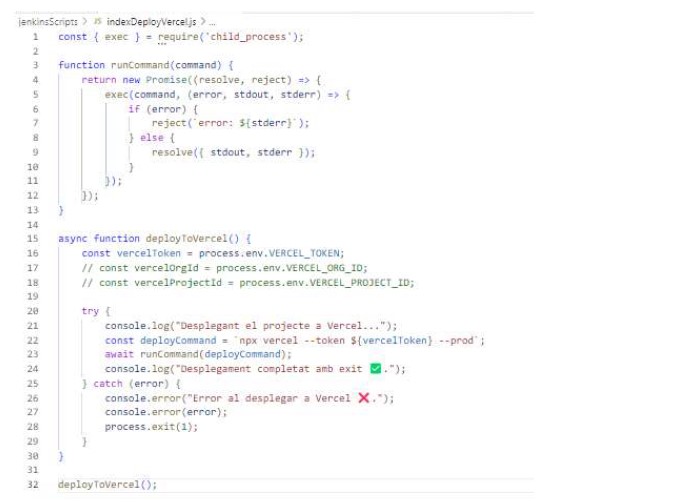 jenkinsScripts > JS indexDeployVercel.js > ...
1 const { exec } = require('child_process');
2
3 function runCommand(command) {
4     return new Promise((resolve, reject) => {
5         exec(command, (error, stdout, stderr) => {
6             if (error) {
7                 reject(`error: ${stderr}`);
8             } else {
9                 resolve({ stdout, stderr });
10             }
11         });
12     });
13 }
14
15 async function deployToVercel() {
16     const vercelToken = process.env.VERCEL_TOKEN;
17     // const vercelOrgId = process.env.VERCEL_ORG_ID;
18     // const vercelProjectId = process.env.VERCEL_PROJECT_ID;
19
20     try {
21         console.log("Desplegant el projecte a Vercel...");
22         const deployCommand = `npx vercel --token ${vercelToken} --prod`;
23         await runCommand(deployCommand);
24         console.log("Desplegament completat amb exit ✅.");
25     } catch (error) {
26         console.error("Error al desplegar a Vercel ❌.");
27         console.error(error);
28         process.exit(1);
29     }
30 }
31
32 deployToVercel();